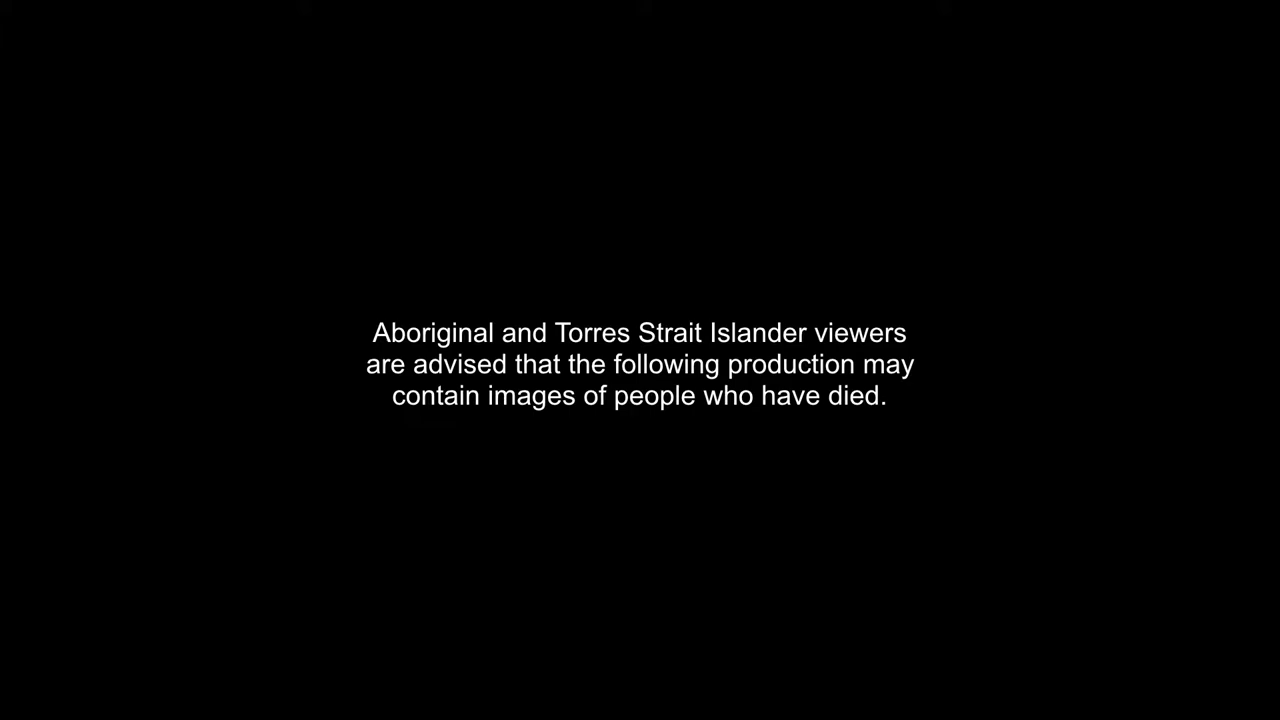 Aboriginal and Torres Strait Islander viewers
are advised that the following production may
contain images of people who have died.